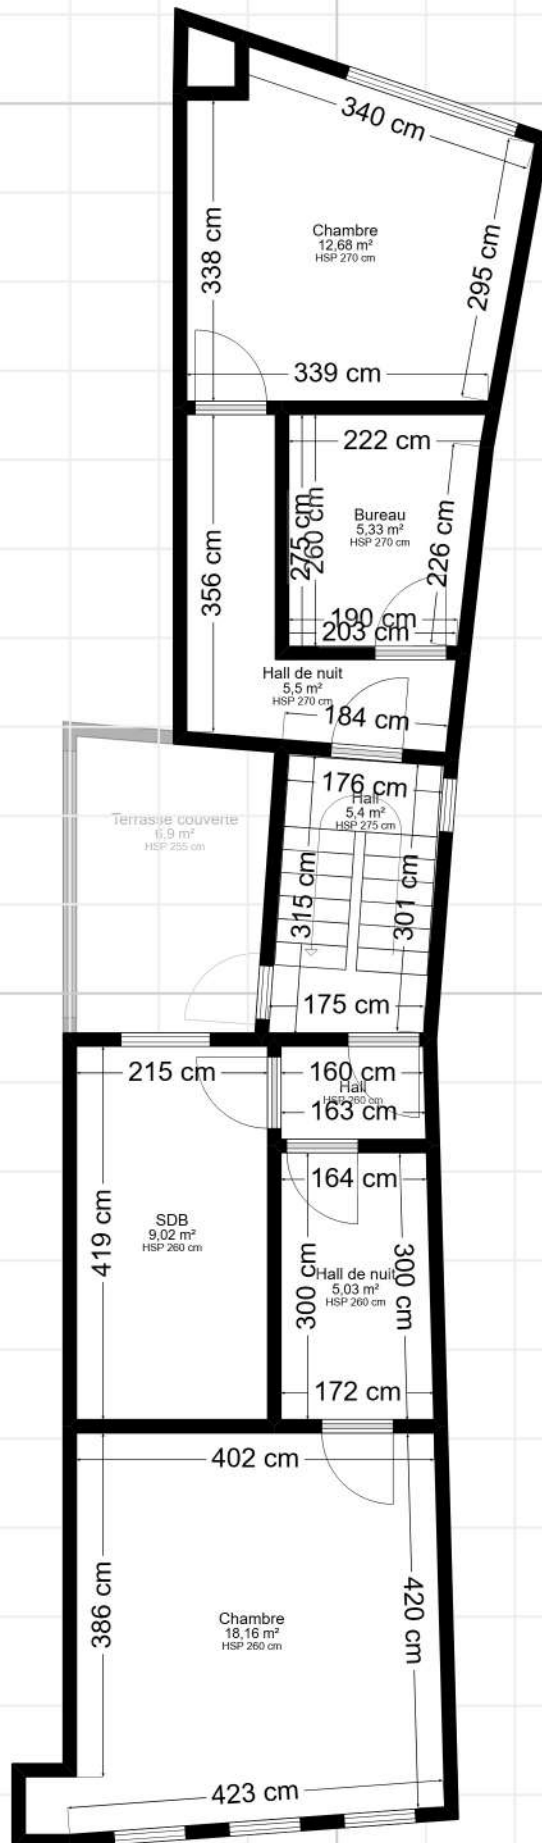 340 cm
Chambre
12,68 m²
HSP 270 cm
338 cm
295 cm
339 cm
222 cm
Bureau
5,33 m²
HSP 270 cm
275 cm
260 cm
226 cm
356 cm
190 cm
203 cm
Hall de nuit
5,5 m²
HSP 270 cm
184 cm
176 cm
Hall
5,4 m²
HSP 275 cm
Terrasse couverte
6,9 m²
HSP 255 cm
315 cm
301 cm
175 cm
215 cm
160 cm
Hall
HSP 260 cm
163 cm
164 cm
419 cm
SDB
9,02 m²
HSP 260 cm
300 cm
300 cm
Hall de nuit
5,03 m²
HSP 260 cm
172 cm
402 cm
386 cm
420 cm
Chambre
18,16 m²
HSP 260 cm
423 cm